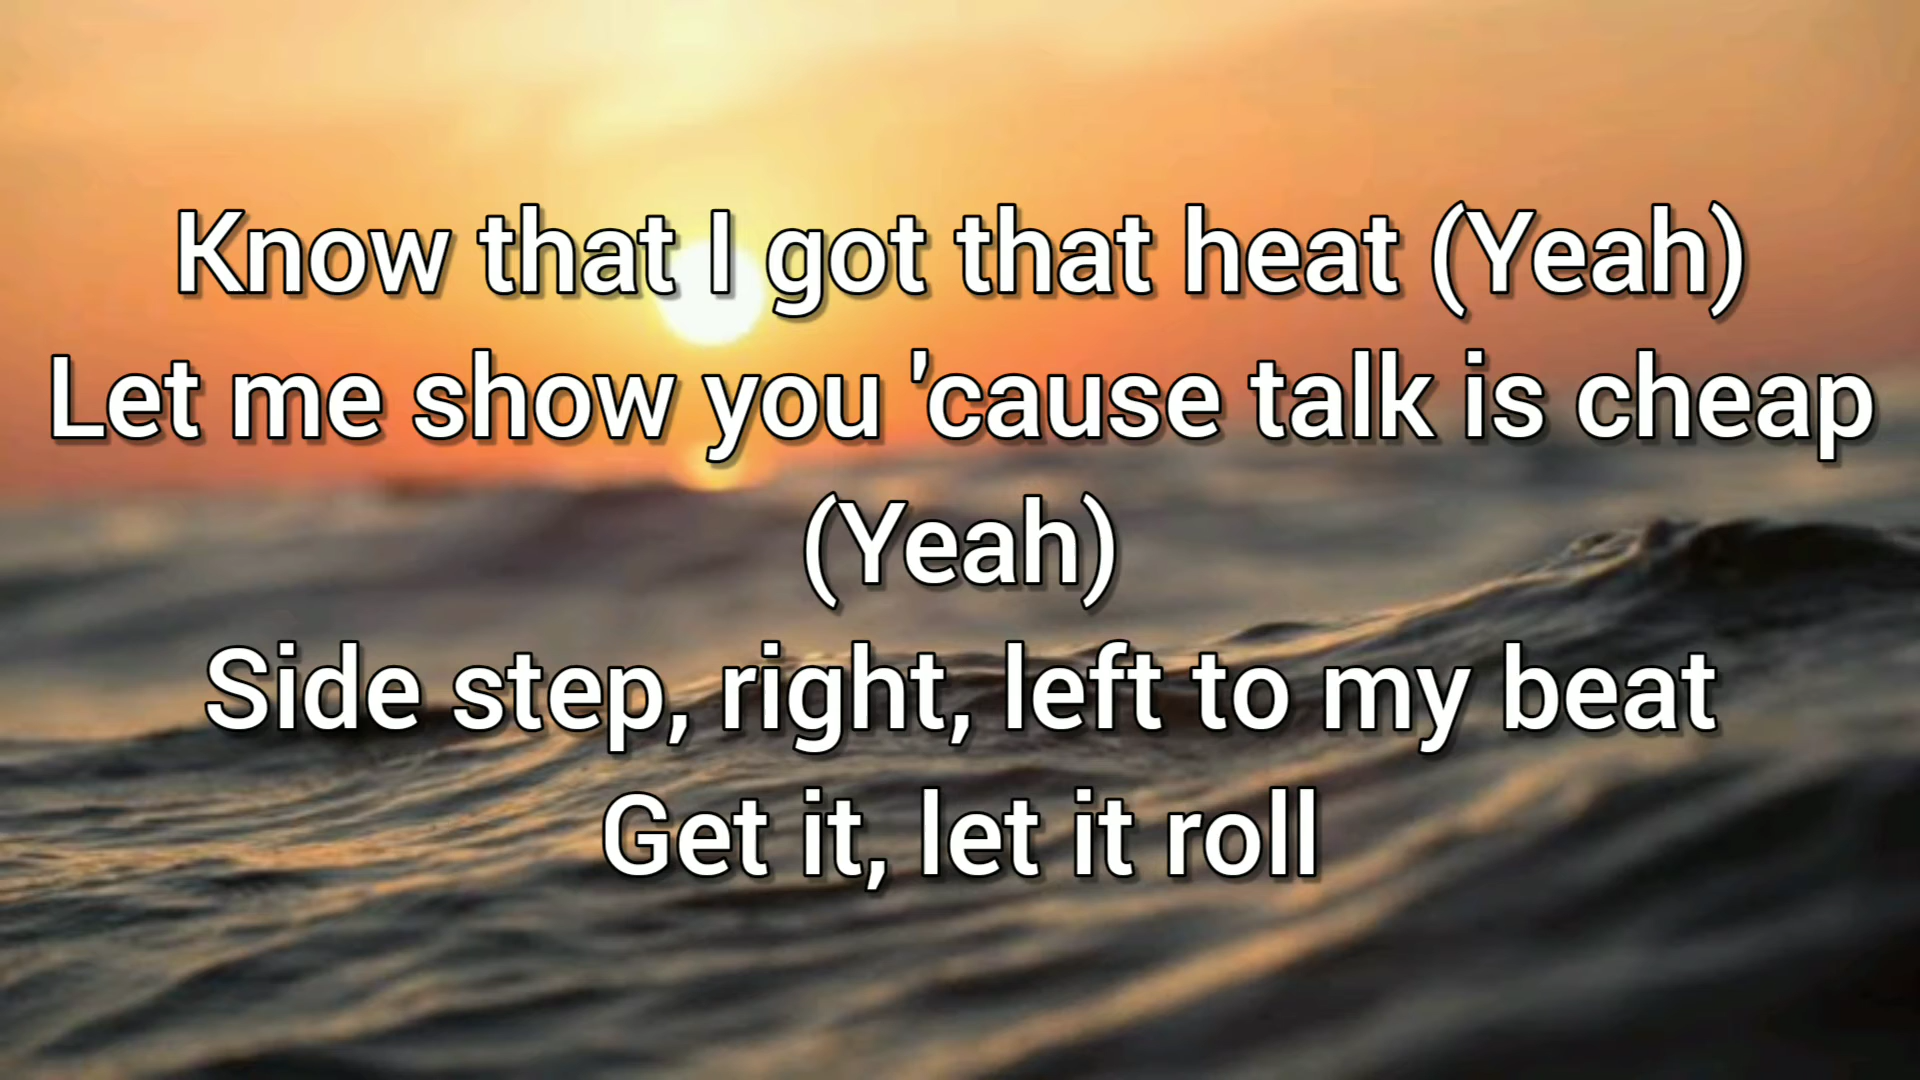 Know that I got that heat (Yeah)
Let me show you 'cause talk is cheap
(Yeah)
Side step, right, left to my beat
Get it, let it roll